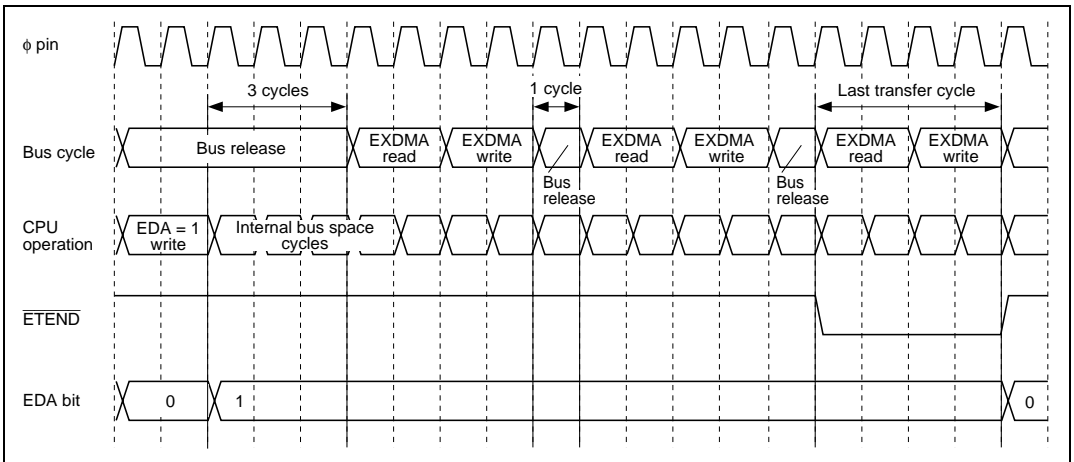 ϕ pin
3 cycles
1 cycle
Last transfer cycle
Bus cycle
Bus release
EXDMA
read
EXDMA
write
Bus
release
EXDMA
read
EXDMA
write
Bus
release
EXDMA
read
EXDMA
write
CPU
operation
EDA = 1
write
Internal bus space
cycles
ETEND
EDA bit
0
1
0